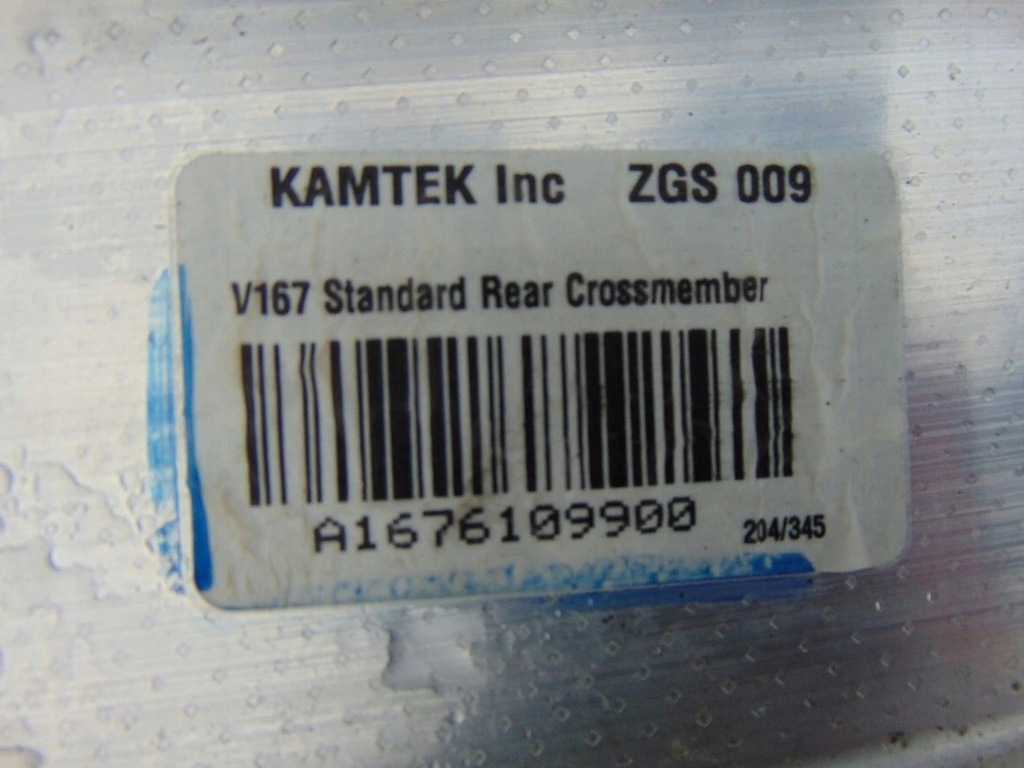 KAMTEK Inc ZGS 009
V167 Standard Rear Crossmember
A1676109900
204/345